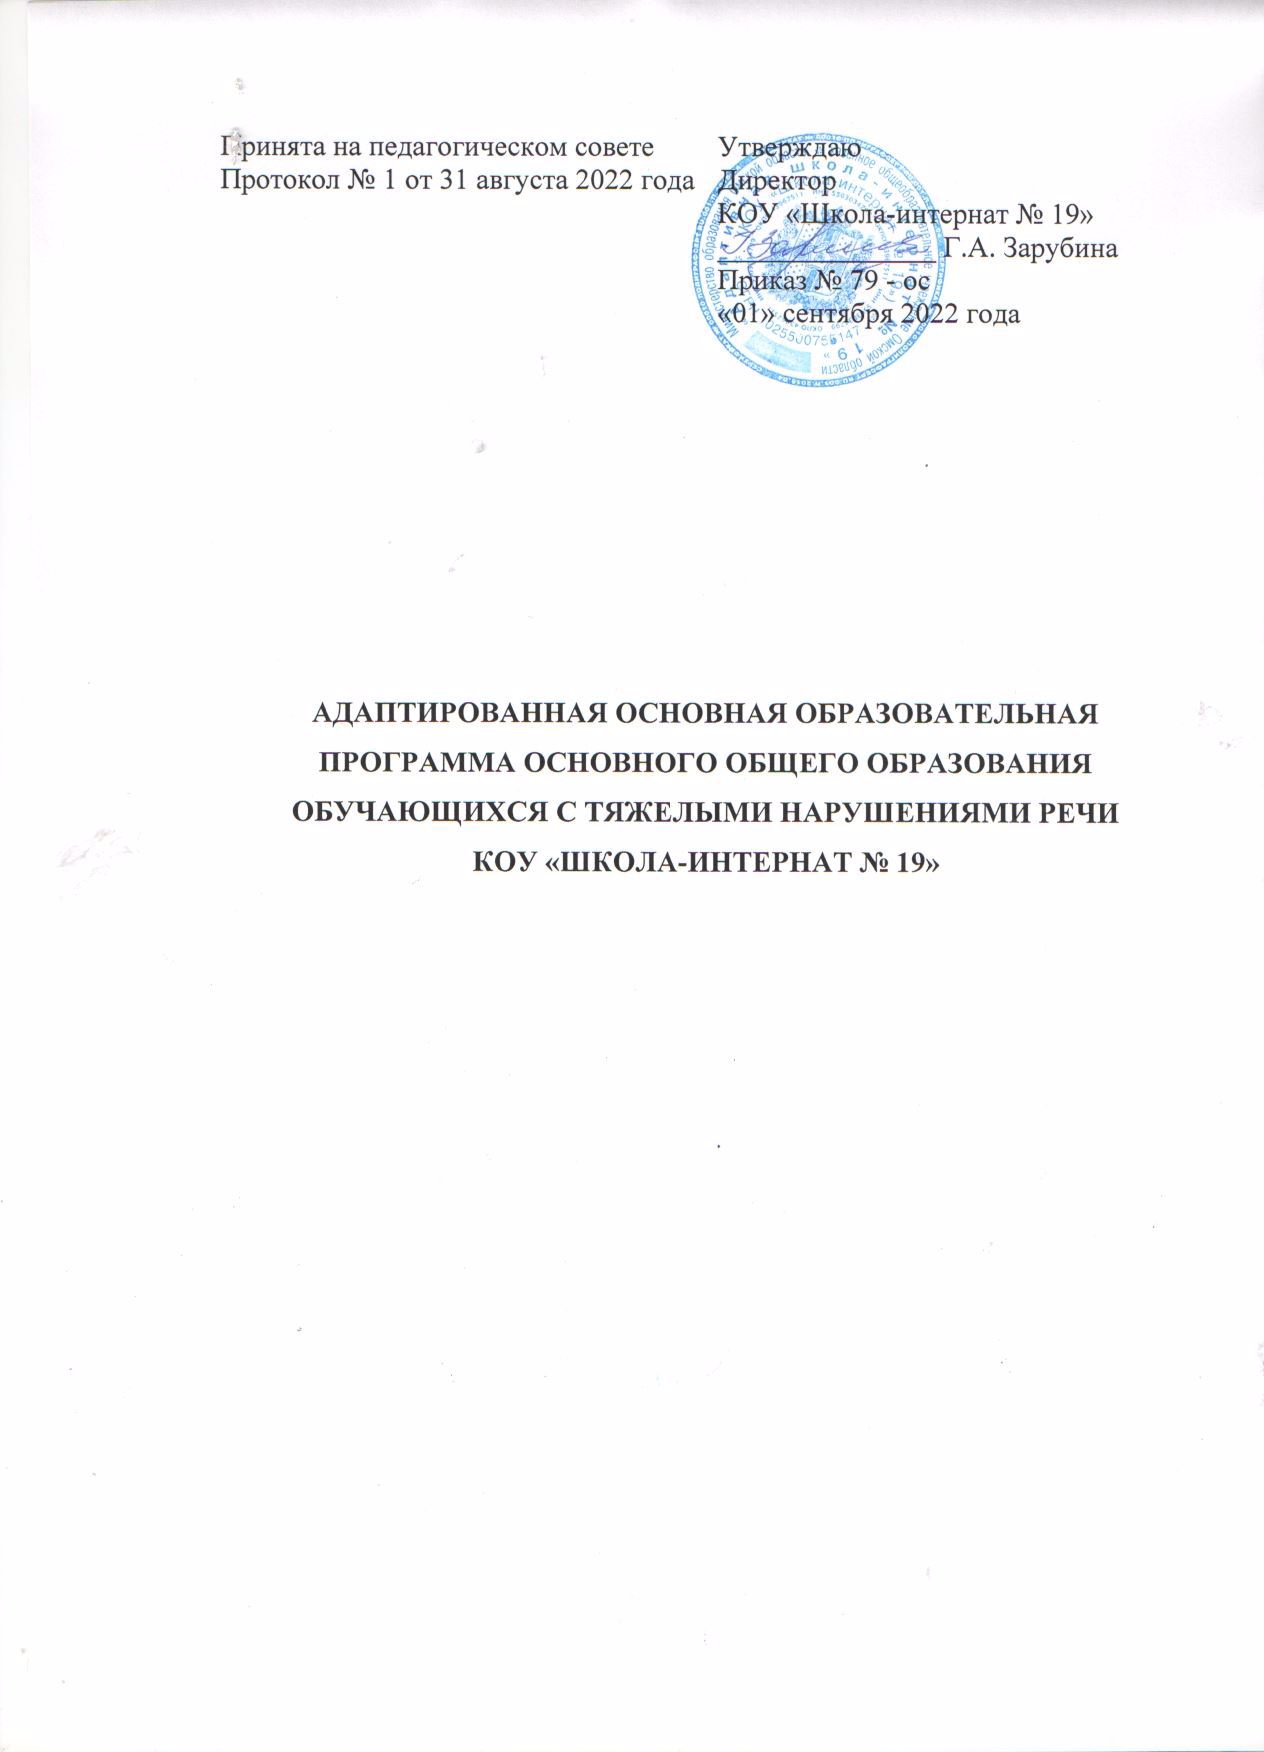 Принята на педагогическом совете
Протокол № 1 от 31 августа 2022 года
Утверждаю
Директор
КОУ «Школа-интернат № 19»
Г.А. Зарубина
Приказ № 79 - ос
«01» сентября 2022 года
АДАПТИРОВАННАЯ ОСНОВНАЯ ОБРАЗОВАТЕЛЬНАЯ
ПРОГРАММА ОСНОВНОГО ОБЩЕГО ОБРАЗОВАНИЯ
ОБУЧАЮЩИХСЯ С ТЯЖЕЛЫМИ НАРУШЕНИЯМИ РЕЧИ
КОУ «ШКОЛА-ИНТЕРНАТ № 19»